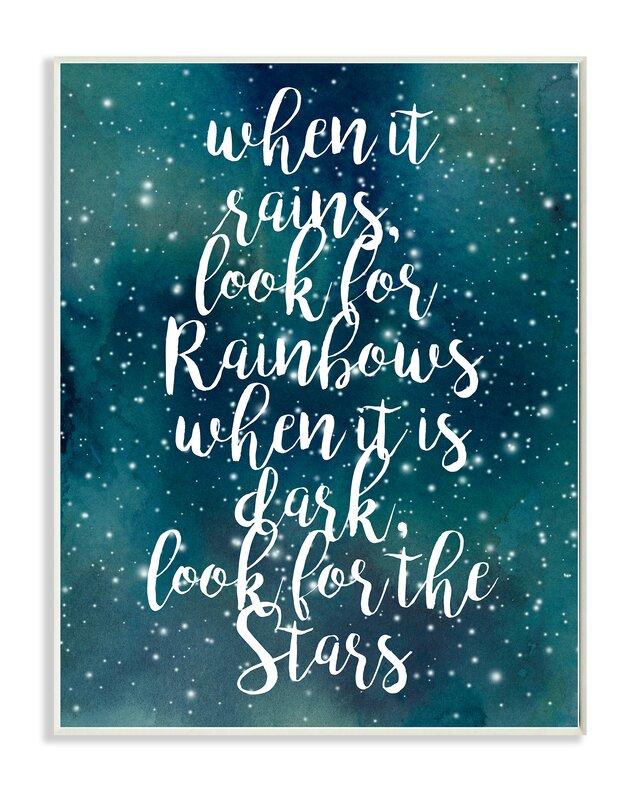 when it
rains,
look for
Rainbows
when it is
dark,
look for the
Stars